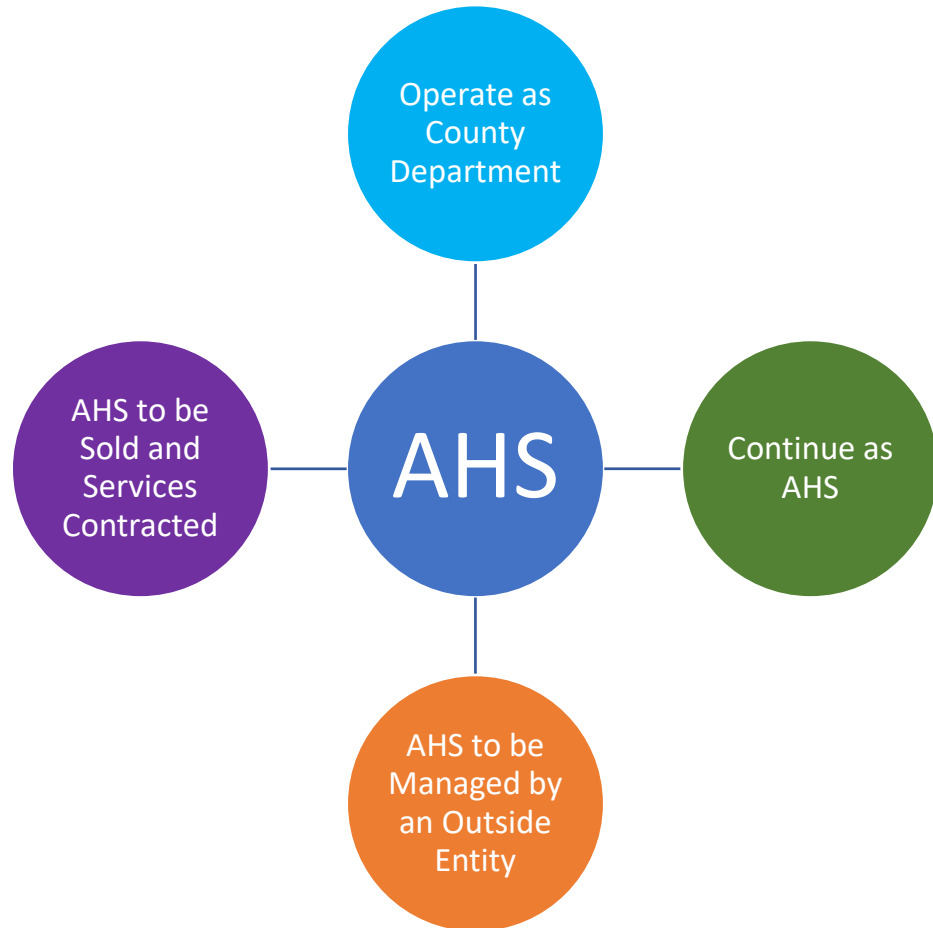 Operate as
County
Department
AHS to be
Sold and
Services
Contracted
AHS
Continue as
AHS
AHS to be
Managed by
an Outside
Entity